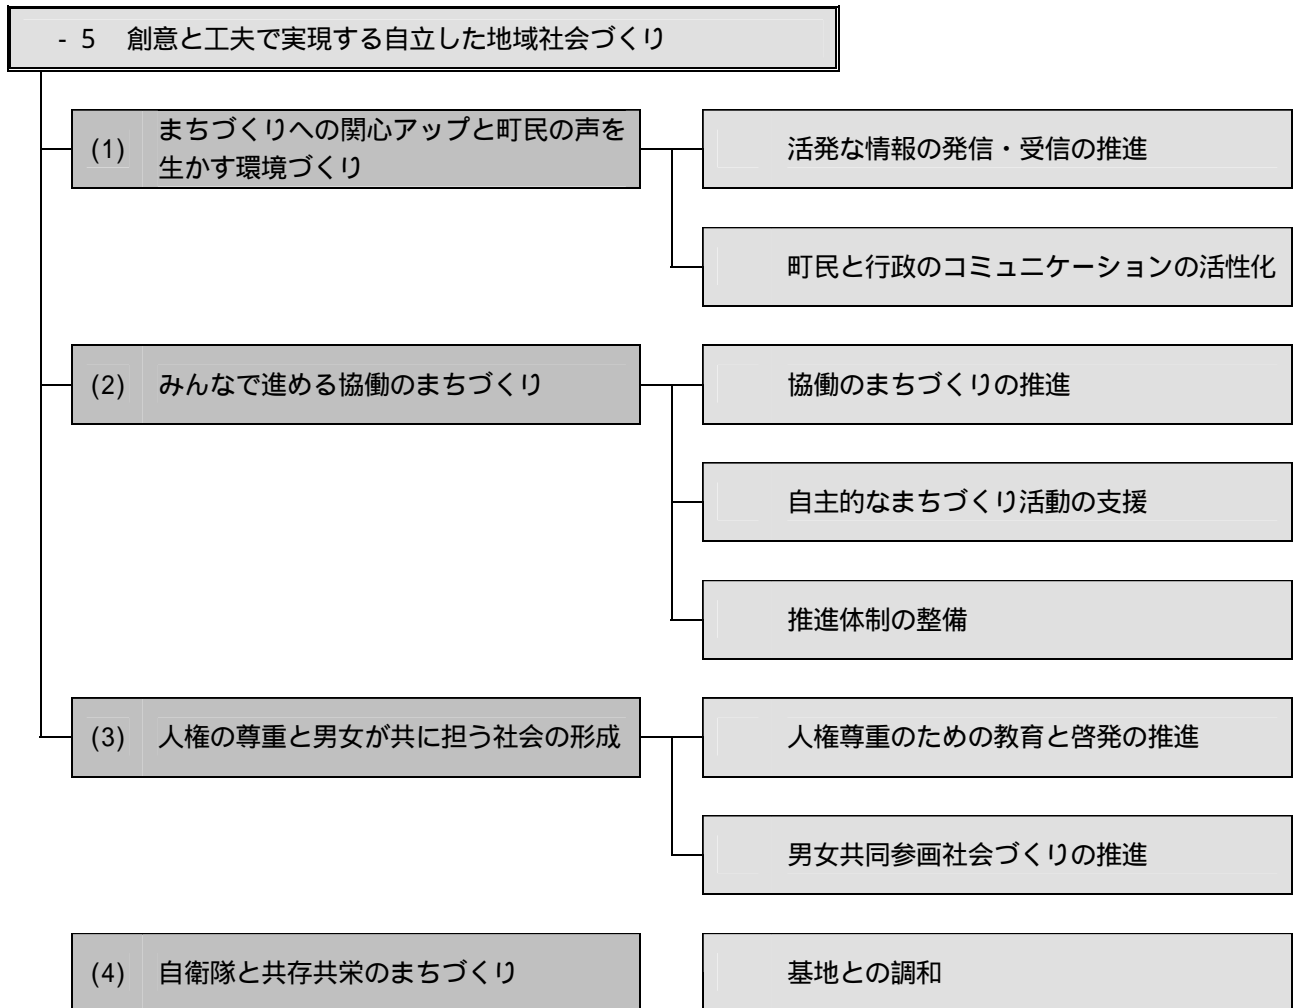 - 5 創意と工夫で実現する自立した地域社会づくり
(1) まちづくりへの関心アップと町民の声を
生かす環境づくり
活発な情報の発信・受信の推進
町民と行政のコミュニケーションの活性化
(2) みんなで進める協働のまちづくり
協働のまちづくりの推進
自主的なまちづくり活動の支援
推進体制の整備
(3) 人権の尊重と男女が共に担う社会の形成
人権尊重のための教育と啓発の推進
男女共同参画社会づくりの推進
(4) 自衛隊と共存共栄のまちづくり
基地との調和